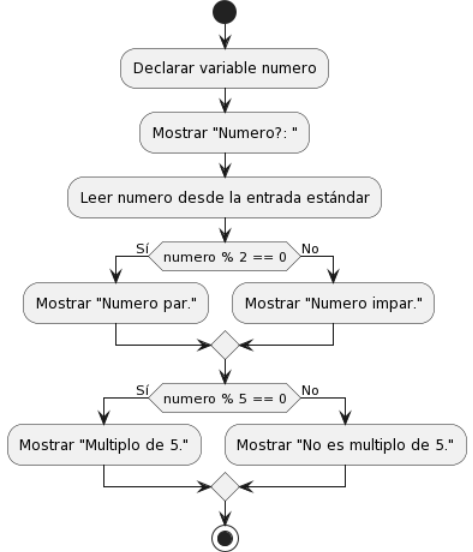 Declarar variable numero
Mostrar "Numero?: "
Leer numero desde la entrada estándar
Sí
numero % 2 == 0
No
Mostrar "Numero par."
Mostrar "Numero impar."
Sí
numero % 5 == 0
No
Mostrar "Multiplo de 5."
Mostrar "No es multiplo de 5."